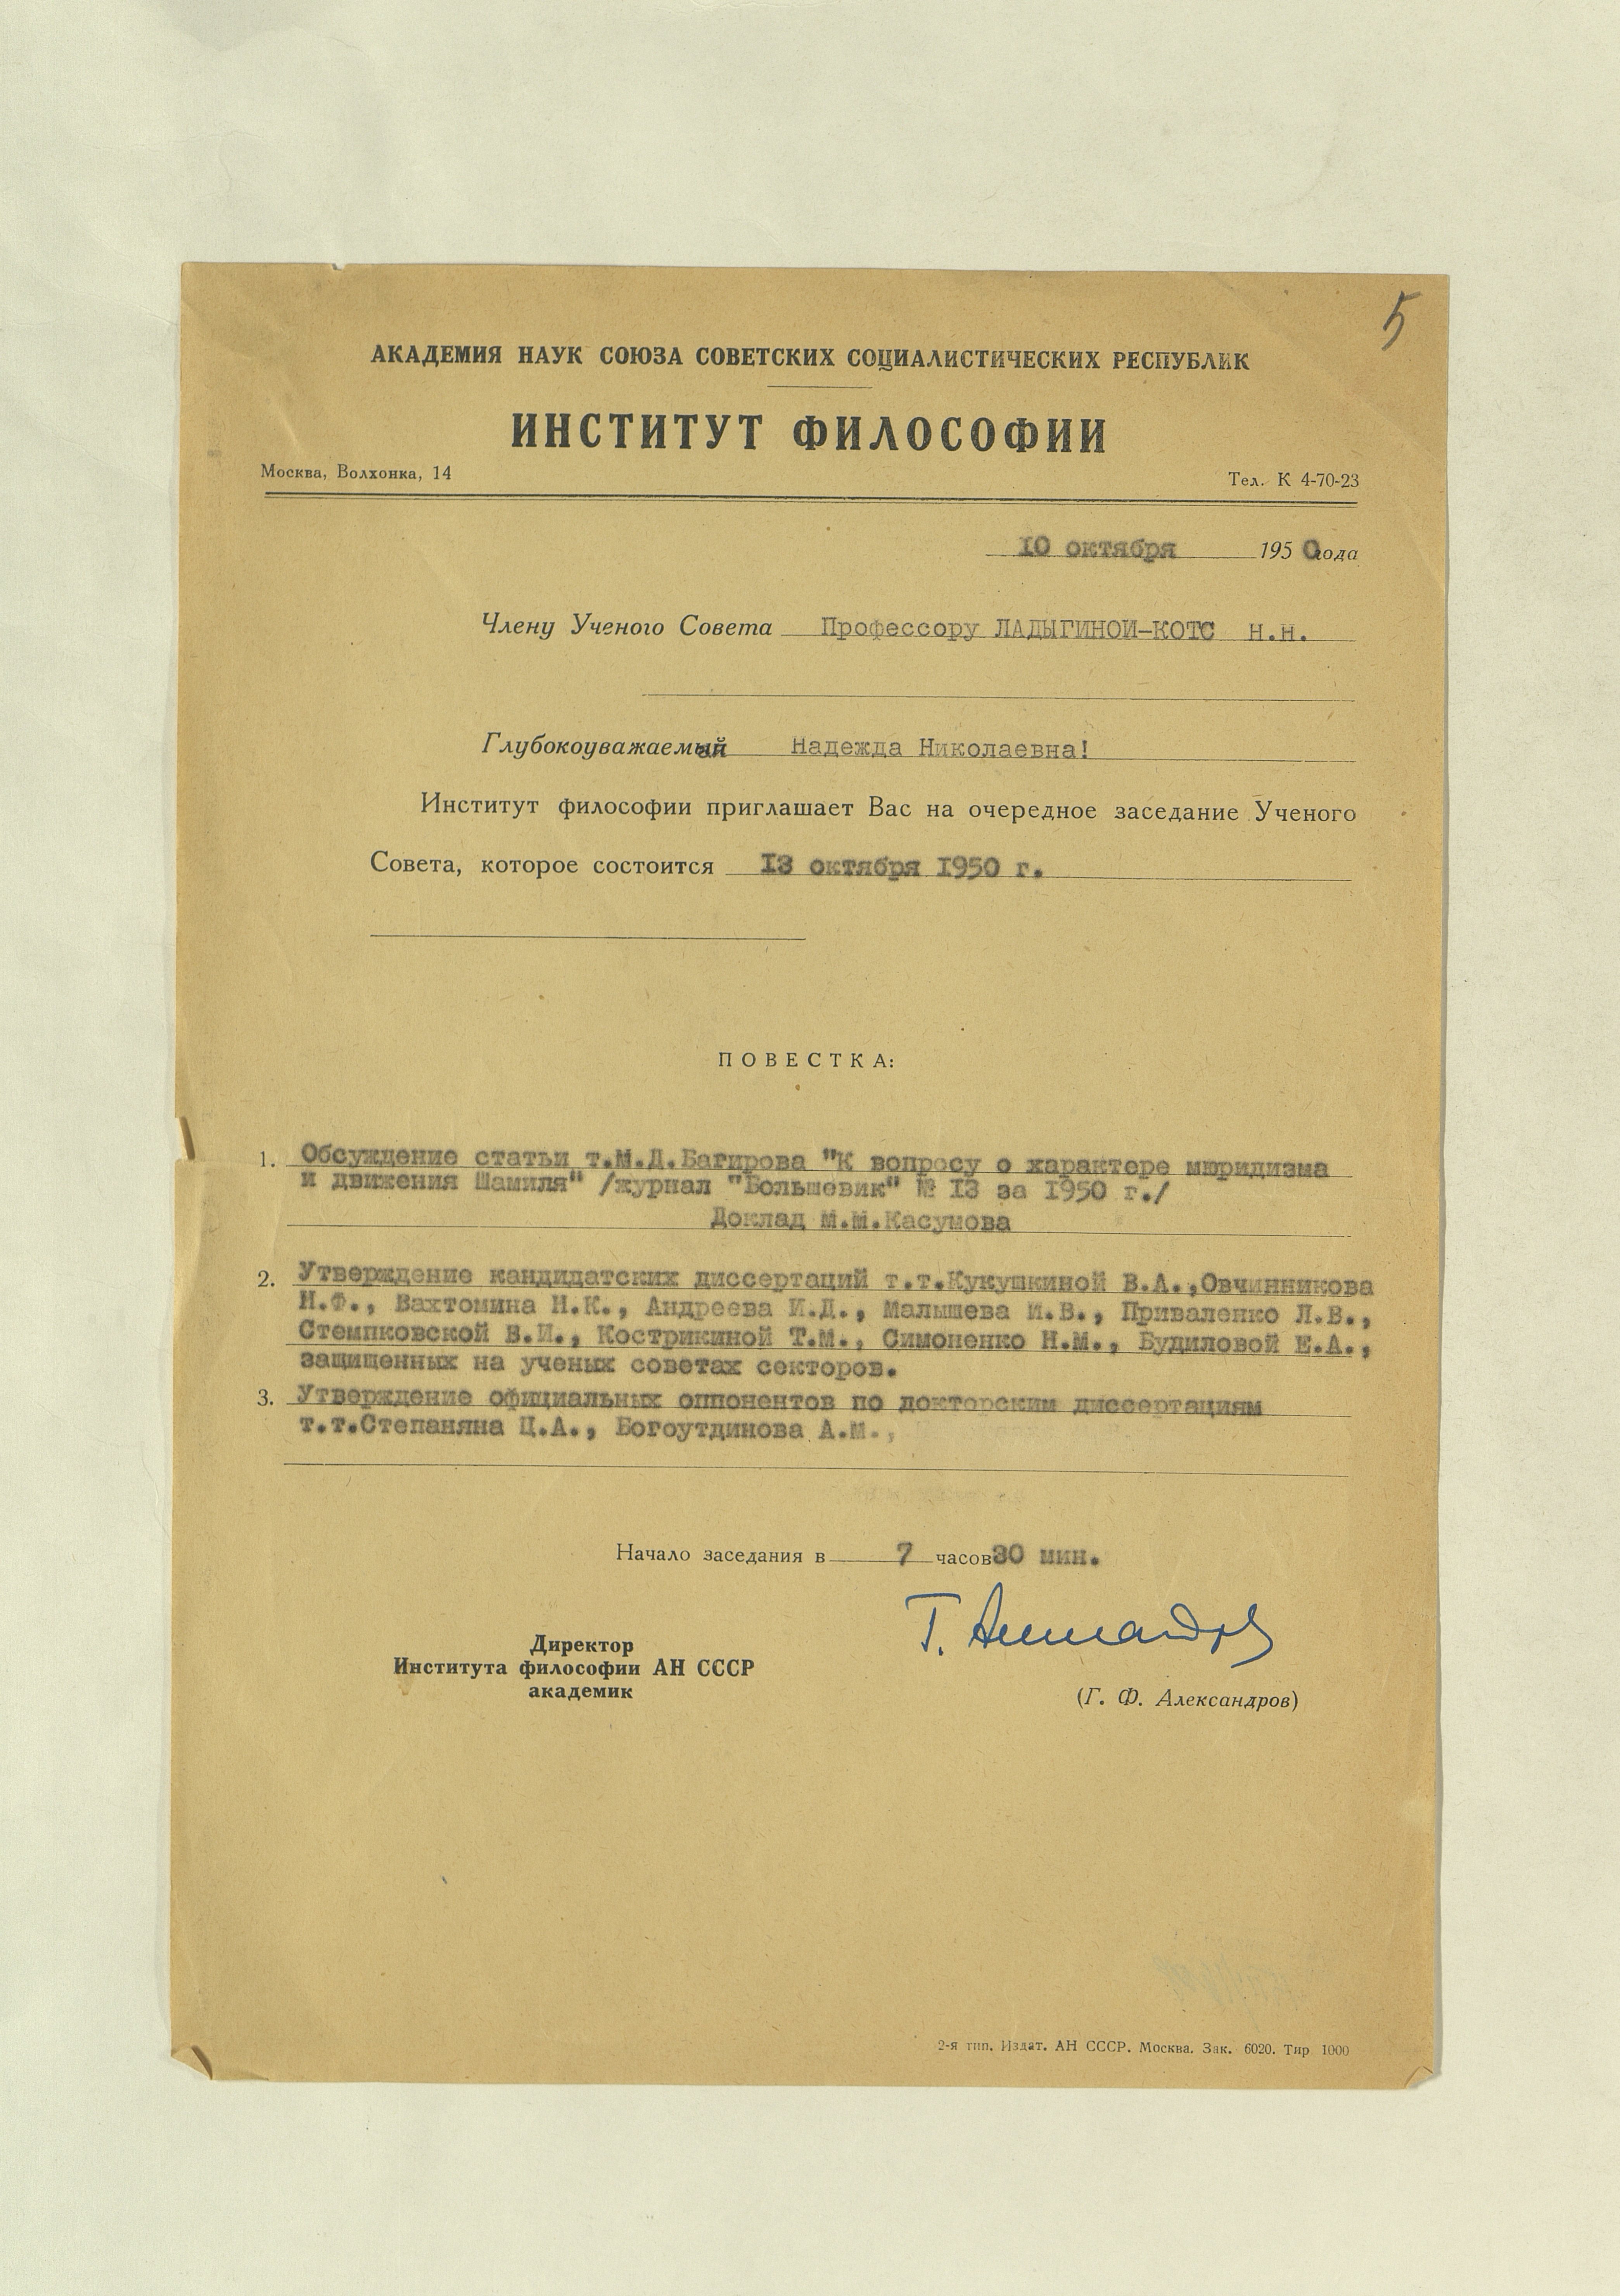 5
АКАДЕМИЯ НАУК СОЮЗА СОВЕТСКИХ СОЦИАЛИСТИЧЕСКИХ РЕСПУБЛИК
ИНСТИТУТ ФИЛОСОФИИ
Москва, Волхонка, 14 Тел. К 4-70-23
10 октября 1950 года
Члену Ученого Совета Профессору ЛАДЫГИНОЙ-КОТС Н.Н.
Глубокоуважаемай Надежда Николаевна!
Институт философии приглашает Вас на очередное заседание Ученого
Совета, которое состоится 13 октября 1950 г.
ПОВЕСТКА:
1. Обсуждение статьи т.М.Д.Багирова "К вопросу о характере мюридизма
и движения Шамиля" /журнал "Большевик" № 13 за 1950 г./
Доклад М.М.Касумова
2. Утверждение кандидатских диссертаций т.т.Кукушкиной В.А.,Овчинникова
Н.Ф., Вахтомина Н.К., Андреева И.Д., Малышева И.В., Приваленко Л.В.,
Стемпковской В.И., Кострикиной Т.М., Симоненко Н.М., Будиловой Е.А.,
защищенных на ученых советах секторов.
3. Утверждение официальных оппонентов по докторским диссертациям
т.т.Степаняна Ц.А., Богоутдинова А.М.,
Начало заседания в 7 часов 30 мин.
Г. Александров
Директор
Института философии АН СССР
академик
(Г. Ф. Александров)
2-я тип. Издат. АН СССР. Москва. Зак. 6020. Тир 1000